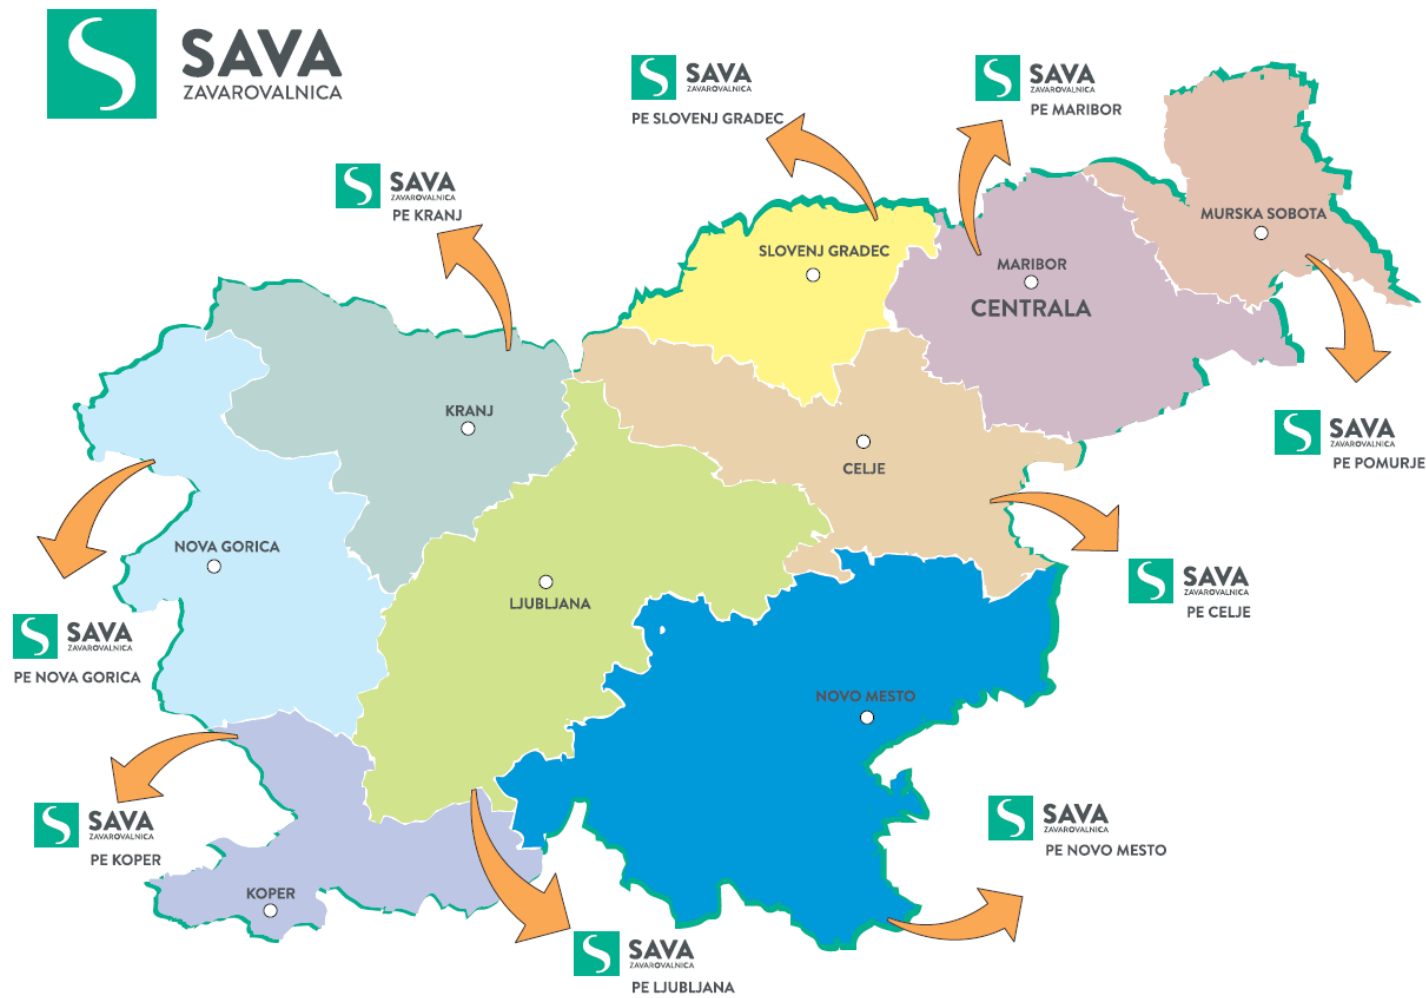 SAVA
ZAVAROVALNICA
SAVA
ZAVAROVALNICA
PE SLOVENJ GRADEC
SAVA
ZAVAROVALNICA
PE MARIBOR
SAVA
ZAVAROVALNICA
PE KRANJ
MURSKA SOBOTA
SLOVENJ GRADEC
MARIBOR
CENTRALA
KRANJ
SAVA
ZAVAROVALNICA
PE POMURJE
CELJE
NOVA GORICA
LJUBLJANA
SAVA
ZAVAROVALNICA
PE CELJE
SAVA
ZAVAROVALNICA
PE NOVA GORICA
NOVO MESTO
SAVA
ZAVAROVALNICA
PE KOPER
SAVA
ZAVAROVALNICA
PE NOVO MESTO
KOPER
SAVA
ZAVAROVALNICA
PE LJUBLJANA